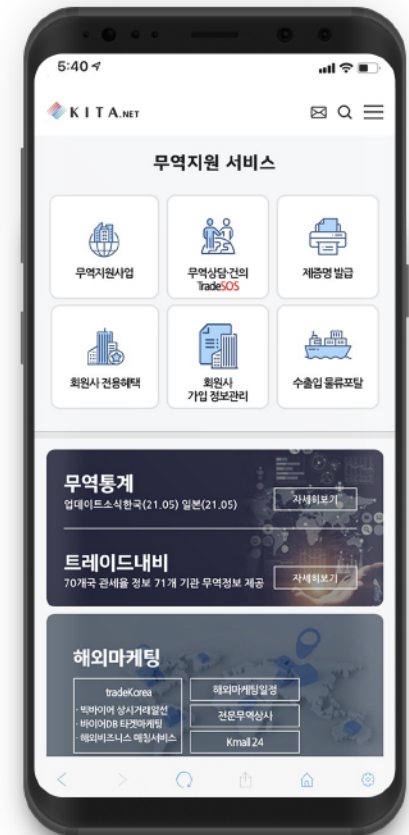 5:40
KITA.NET
무역지원 서비스
무역지원사업
무역상담·건의
TradeSOS
제증명 발급
회원사 전용혜택
회원사
가입 정보관리
수출입 물류포탈
무역통계
업데이트소식한국(21.05) 일본(21.05)
자세히보기
트레이드내비
70개국 관세율 정보 71개 기관 무역정보 제공
자세히보기
해외마케팅
tradeKorea
· 빅바이어 상시거래알선
· 바이어DB 타겟마케팅
· 해외비즈니스 매칭서비스
해외마케팅일정
전문무역상사
Kmall 24